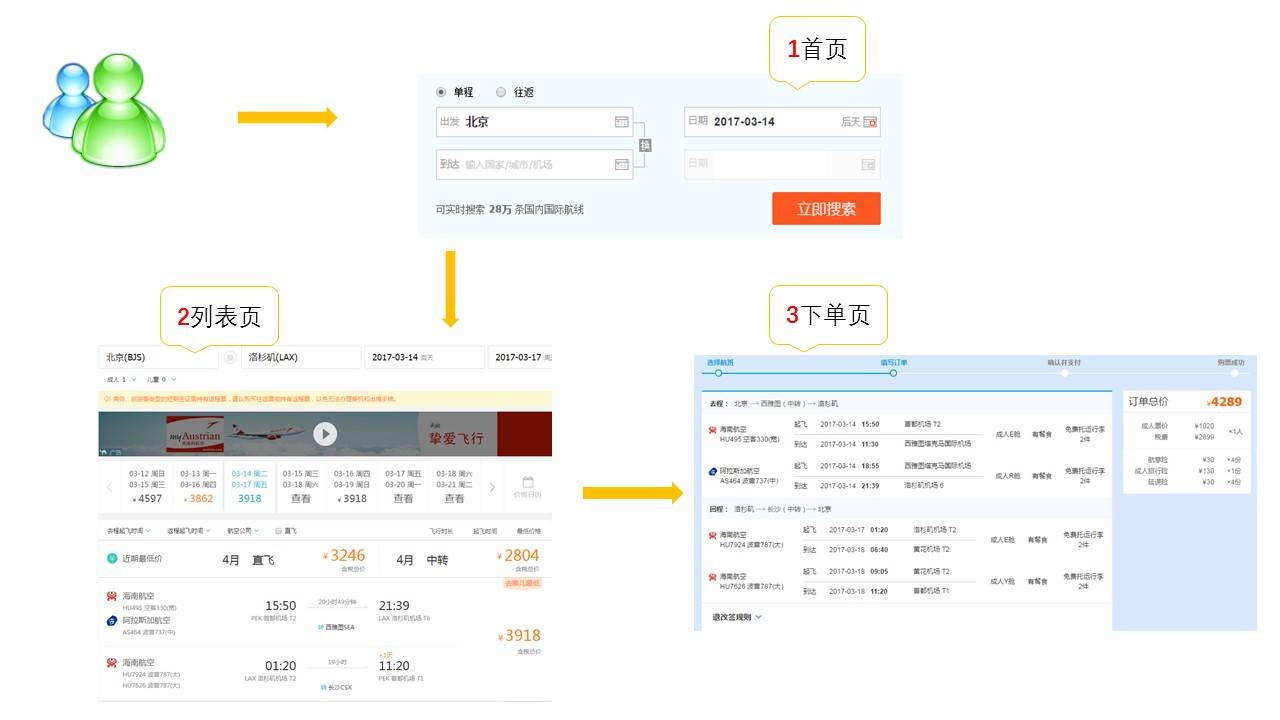 1首页
单程 往返
出发 北京
日期 2017-03-14 后天
换
到达 输入国家/城市/机场
日期
可实时搜索 28万 条国内国际航线
立即搜索
2列表页
北京(BJS) 换 洛杉矶(LAX) 2017-03-14 后天 2017-03-17
成人 1 儿童 0
广告
myAustrian
挚爱飞行
03-12 周日 03-13 周一 03-14 周二 03-15 周三 03-16 周四 03-17 周五 03-18 周六
03-15 周三 03-16 周四 03-17 周五 03-18 周六 03-19 周日 03-20 周一 03-21 周二
¥4597 ¥3862 3918 查看 ¥3918 查看 查看
价格日历
去程起飞时间 返程起飞时间 航空公司 直飞 飞行时长 起飞时间 最低价格
近期最低价 4月 直飞 ¥3246 4月 中转 ¥2804
含税总价 含税总价
去哪儿最低
海南航空
HU495 空客330(宽)
阿拉斯加航空
AS464 波音737(中)
15:50 20小时49分钟 21:39
PEK 首都机场 T2 LAX 洛杉矶机场 T6
转 西雅图SEA
¥3918
含税总价
海南航空
HU7924 波音787(大)
HU7626 波音787(大)
+1天
01:20 19小时 11:20
LAX 洛杉矶机场 T2 PEK 首都机场 T1
转 长沙CSX
3下单页
选择航班 填写订单 确认并支付 购票成功
去程： 北京 → 西雅图 ( 中转 ) → 洛杉矶
海南航空
HU495 空客330(宽)
起飞 2017-03-14 15:50 首都机场 T2
到达 2017-03-14 11:30 西雅图塔克马国际机场
成人E舱 有餐食 免费托运行李
2件
阿拉斯加航空
AS464 波音737(中)
起飞 2017-03-14 18:55 西雅图塔克马国际机场
到达 2017-03-14 21:39 洛杉矶机场 6
成人R舱 有餐食 免费托运行李
2件
回程： 洛杉矶 → 长沙 ( 中转 ) → 北京
海南航空
HU7924 波音787(大)
起飞 2017-03-17 01:20 洛杉矶机场 T2
到达 2017-03-18 06:40 黄花机场 T2
成人E舱 有餐食 免费托运行李
2件
海南航空
HU7626 波音787(大)
起飞 2017-03-18 09:05 黄花机场 T2
到达 2017-03-18 11:20 首都机场 T1
成人Y舱 有餐食 免费托运行李
2件
退改签规则
订单总价 ¥4289
成人票价 ¥1020
税费 ¥2899
×1人
航意险 ¥30 ×4份
成人旅行险 ¥130 ×1份
延误险 ¥30 ×4份